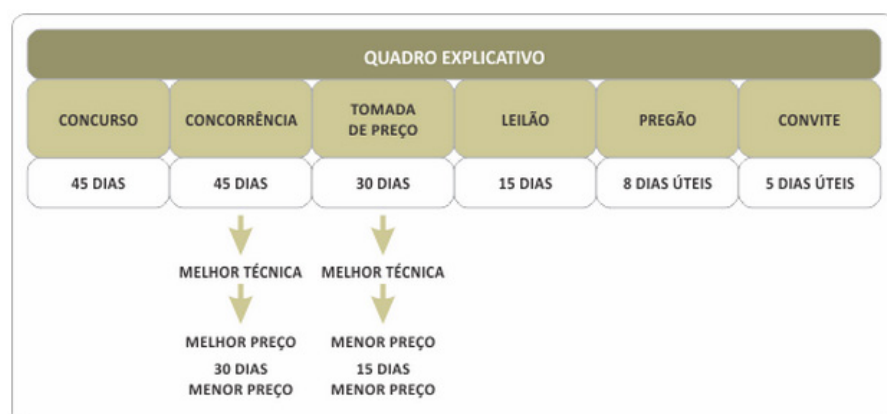 QUADRO EXPLICATIVO
CONCURSO
CONCORRÊNCIA
TOMADA
DE PREÇO
LEILÃO
PREGÃO
CONVITE
45 DIAS
45 DIAS
30 DIAS
15 DIAS
8 DIAS ÚTEIS
5 DIAS ÚTEIS
MELHOR TÉCNICA
MELHOR TÉCNICA
MELHOR PREÇO
30 DIAS
MENOR PREÇO
MENOR PREÇO
15 DIAS
MENOR PREÇO